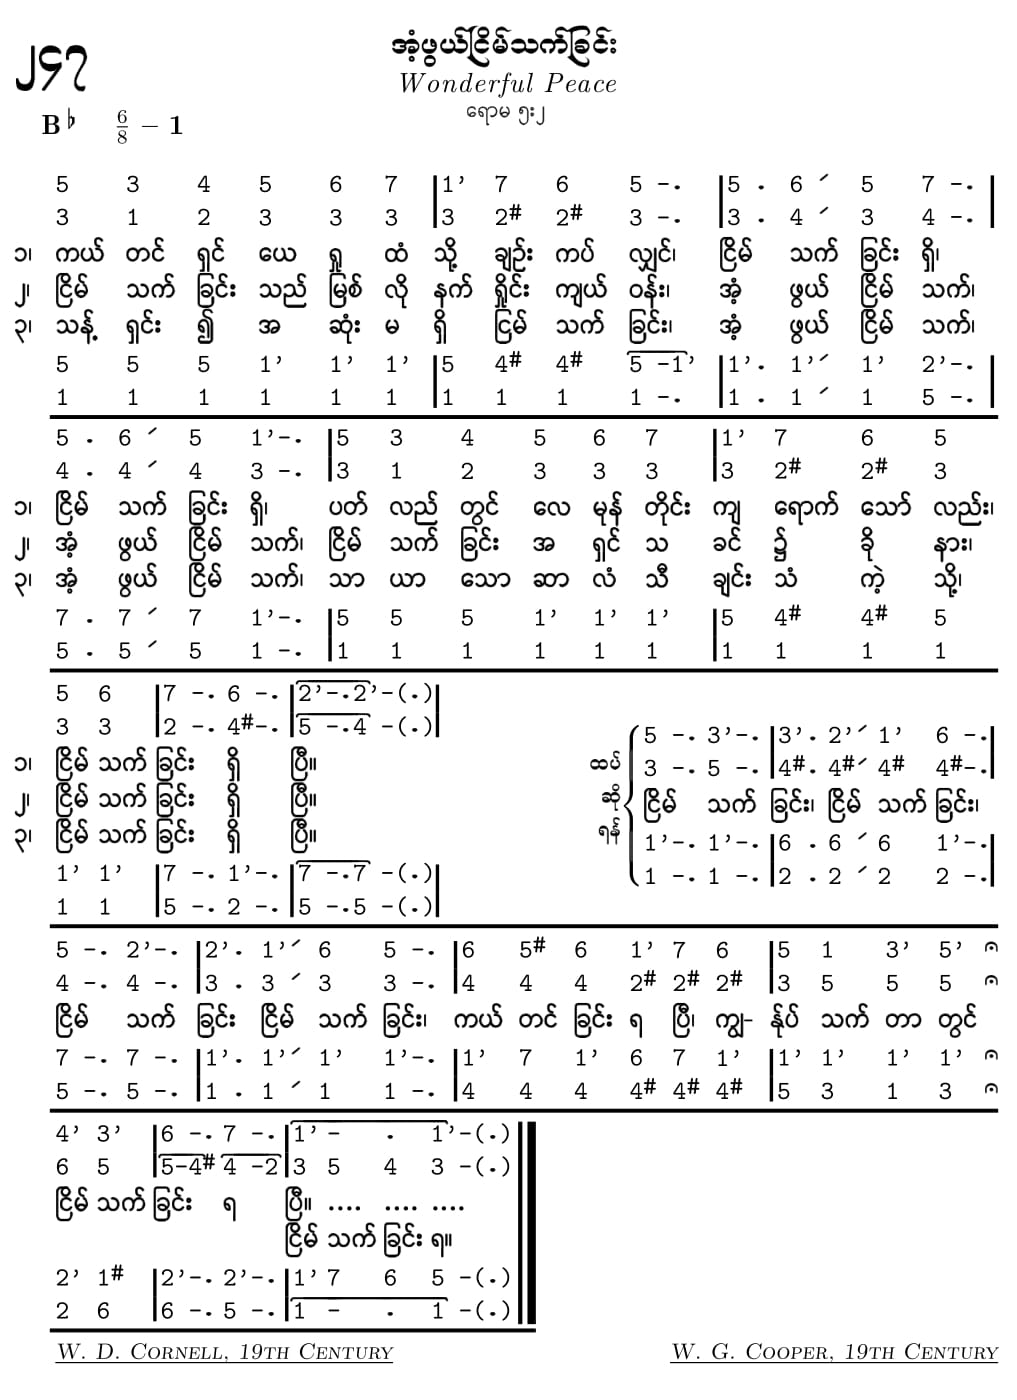 ၂၄၇
အံ့ဖွယ်ငြိမ်သက်ခြင်း
Wonderful Peace
ရောမ ၅း၂
B♭ 6/8 – 1
5 3 4 5 6 7 |1’ 7 6 5 -. |5 . 6 ′ 5 7 -. |
3 1 2 3 3 3 |3 2# 2# 3 -. |3 . 4 ′ 3 4 -. |
၁၊ ကယ် တင် ရှင် ယေ ရှု ထံ သို့ ချဉ်း ကပ် လျှင်၊ ငြိမ် သက် ခြင်း ရှိ၊
၂၊ ငြိမ် သက် ခြင်း သည် မြစ် လို နက် ရှိုင်း ကျယ် ဝန်း၊ အံ့ ဖွယ် ငြိမ် သက်၊
၃၊ သန့် ရှင်း ၍ အ ဆုံး မ ရှိ ငြမ် သက် ခြင်း၊ အံ့ ဖွယ် ငြိမ် သက်၊
5 5 5 1’ 1’ 1’ |5 4# 4# 5 -1’ |1’. 1’′ 1’ 2’-. |
1 1 1 1 1 1 |1 1 1 1 -. |1 . 1 ′ 1 5 -. |
5 . 6 ′ 5 1’-. |5 3 4 5 6 7 |1’ 7 6 5
4 . 4 ′ 4 3 -. |3 1 2 3 3 3 |3 2# 2# 3
၁၊ ငြိမ် သက် ခြင်း ရှိ၊ ပတ် လည် တွင် လေ မုန် တိုင်း ကျ ရောက် သော် လည်း၊
၂၊ အံ့ ဖွယ် ငြိမ် သက်၊ ငြိမ် သက် ခြင်း အ ရှင် သ ခင် ၌ ခို နား၊
၃၊ အံ့ ဖွယ် ငြိမ် သက်၊ သာ ယာ သော ဆာ လံ သီ ချင်း သံ ကဲ့ သို့၊
7 . 7 ′ 7 1’-. |5 5 5 1’ 1’ 1’ |5 4# 4# 5
5 . 5 ′ 5 1 -. |1 1 1 1 1 1 |1 1 1 1
5 6 |7 -. 6 -. |2’-.2’-(.)|
3 3 |2 -. 4#-. |5 -.4 -(.)|
၁၊ ငြိမ် သက် ခြင်း ရှိ ပြီ။
၂၊ ငြိမ် သက် ခြင်း ရှိ ပြီ။
၃၊ ငြိမ် သက် ခြင်း ရှိ ပြီ။
1’ 1’ |7 -. 1’-. |7 -.7 -(.)|
1 1 |5 -. 2 -. |5 -.5 -(.)|
ထပ်
ဆို
ရန်
5 -. 3’-. |3’. 2’′ 1’ 6 -.|
3 -. 5 -. |4#. 4#′ 4# 4#-.|
ငြိမ် သက် ခြင်း၊ ငြိမ် သက် ခြင်း၊
1’-. 1’-. |6 . 6 ′ 6 1’-.|
1 -. 1 -. |2 . 2 ′ 2 2 -.|
5 -. 2’-. |2’. 1’′ 6 5 -. |6 5# 6 1’ 7 6 |5 1 3’ 5’ 𝄐
4 -. 4 -. |3 . 3 ′ 3 3 -. |4 4 4 2# 2# 2# |3 5 5 5 𝄐
ငြိမ် သက် ခြင်း ငြိမ် သက် ခြင်း၊ ကယ် တင် ခြင်း ရ ပြီ၊ ကျွ- န်ုပ် သက် တာ တွင်
7 -. 7 -. |1’. 1’′ 1’ 1’-. |1’ 7 1’ 6 7 1’ |1’ 1’ 1’ 1’ 𝄐
5 -. 5 -. |1 . 1 ′ 1 1 -. |4 4 4 4# 4# 4# |5 3 1 3 𝄐
4’ 3’ |6 -. 7 -. |1’ - . 1’-(.)
6 5 |5-4# 4 -2 |3 5 4 3 -(.)
ငြိမ် သက် ခြင်း ရ ပြီ။ .... .... ....
ငြိမ် သက် ခြင်း ရ။
2’ 1# |2’-. 2’-. |1’ 7 6 5 -(.)
2 6 |6 -. 5 -. |1 - . 1 -(.)
W. D. Cornell, 19th Century
W. G. Cooper, 19th Century